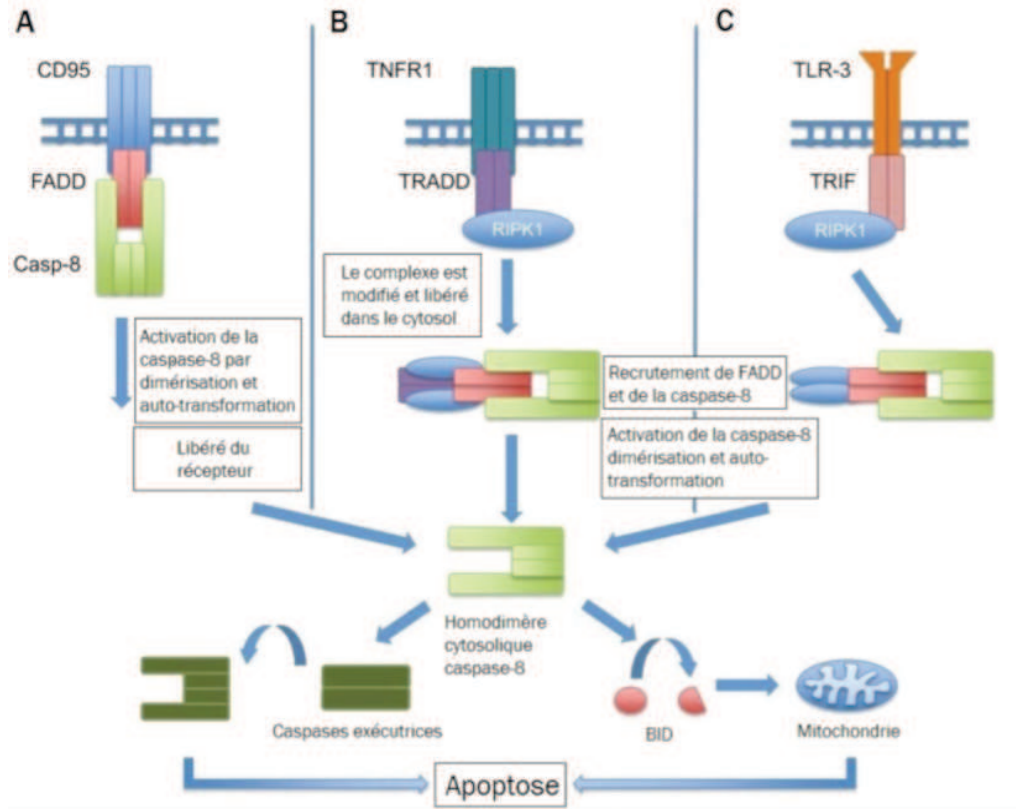 A
B
C
CD95
FADD
Casp-8
Activation de la
caspase-8 par
dimérisation et
auto-transformation
Libéré du
récepteur
TNFR1
TRADD
RIPK1
Le complexe est
modifié et libéré
dans le cytosol
TLR-3
TRIF
RIPK1
Recrutement de FADD
et de la caspase-8
Activation de la caspase-8
dimérisation et auto-
transformation
Homodimère
cytosolique
caspase-8
Caspases exécutrices
BID
Mitochondrie
Apoptose